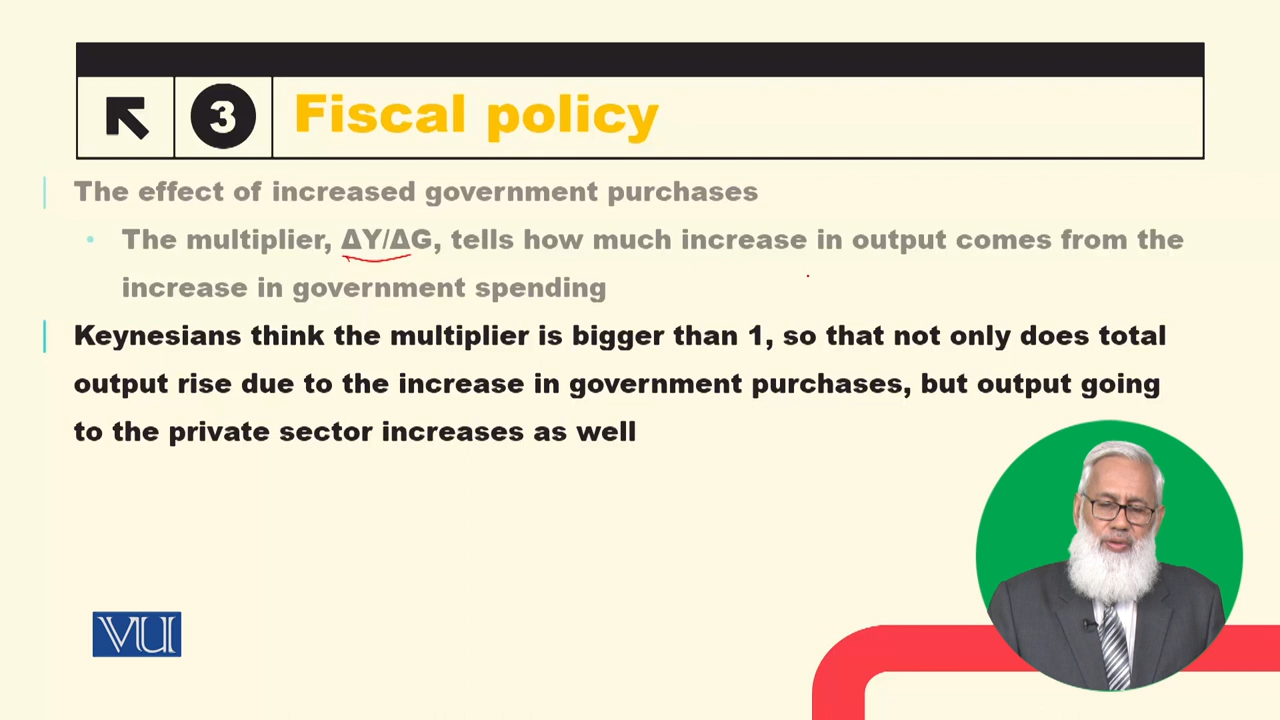 3 Fiscal policy
The effect of increased government purchases
• The multiplier, ΔY/ΔG, tells how much increase in output comes from the
increase in government spending
Keynesians think the multiplier is bigger than 1, so that not only does total
output rise due to the increase in government purchases, but output going
to the private sector increases as well
VU